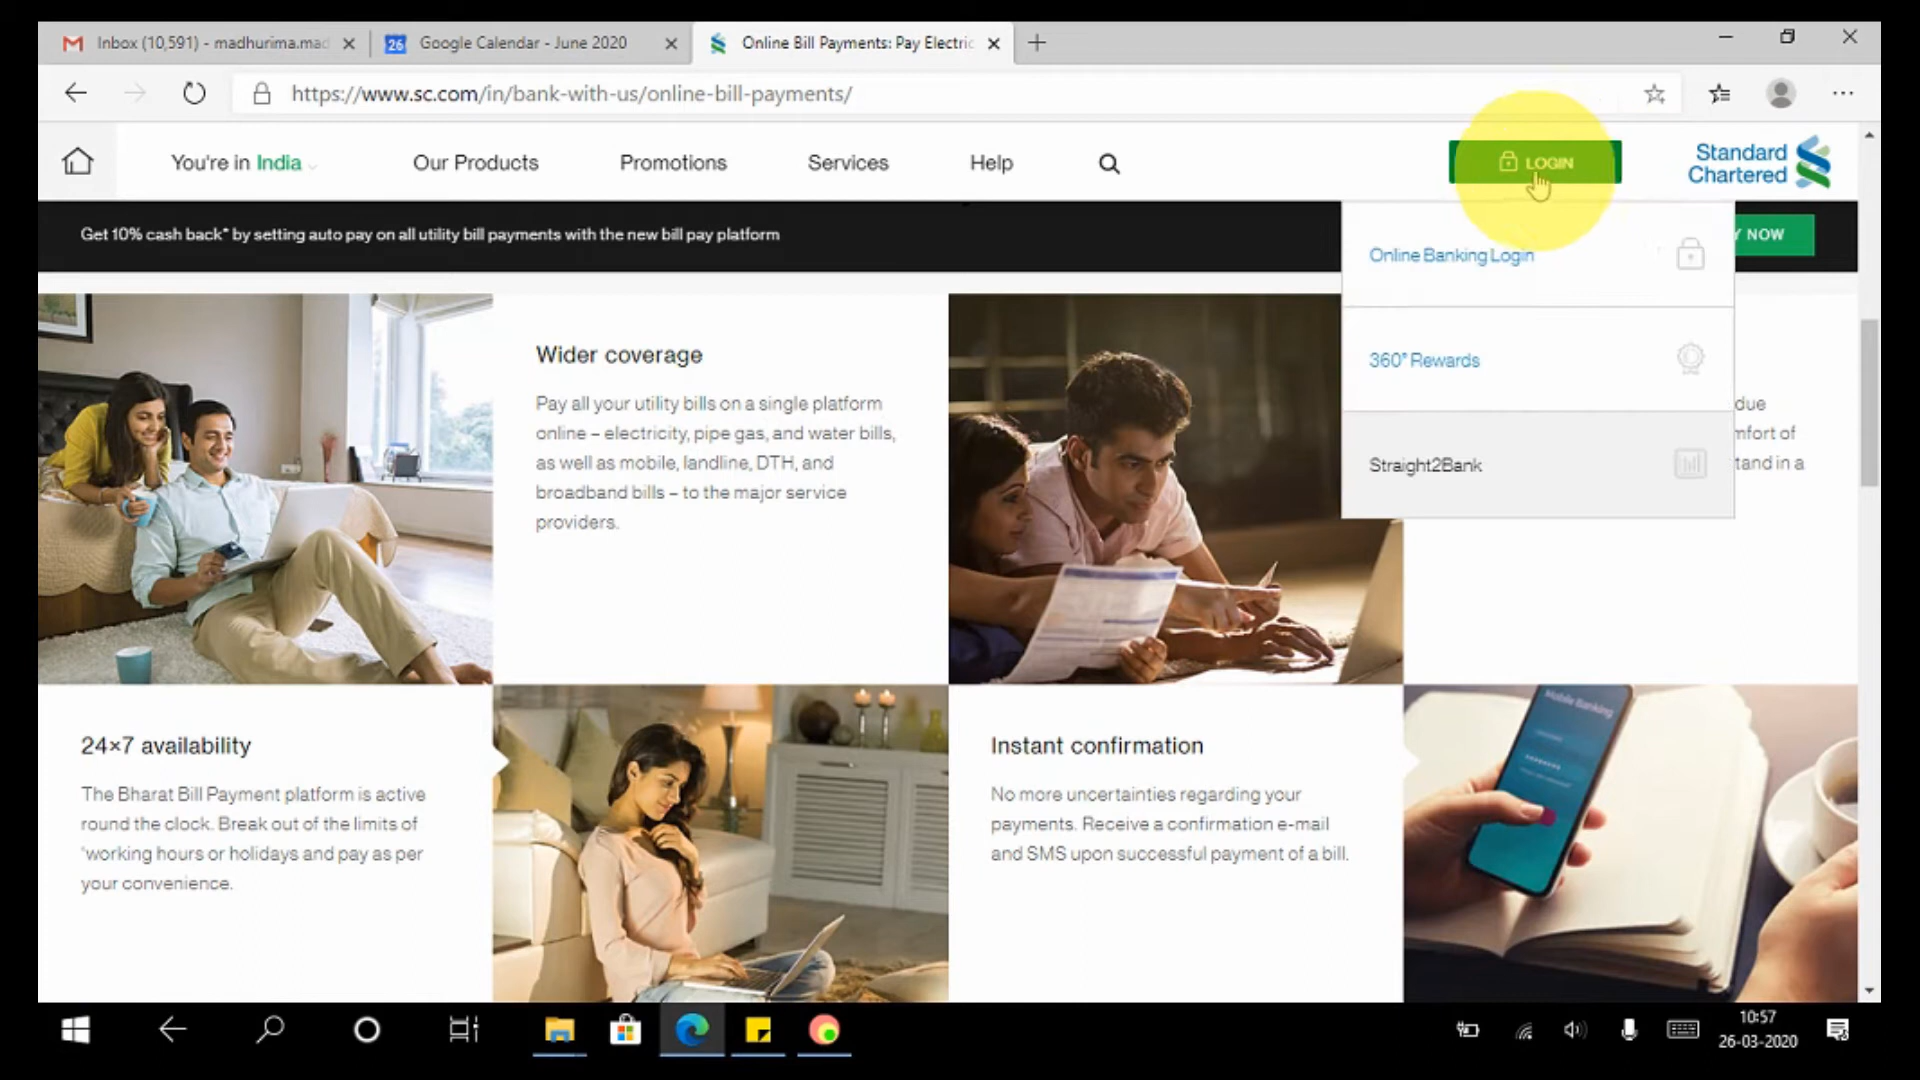 Inbox (10,591) - madhurima.mad
26
Google Calendar - June 2020
Online Bill Payments: Pay Electric
https://www.sc.com/in/bank-with-us/online-bill-payments/
You're in India
Our Products
Promotions
Services
Help
LOGIN
Standard
Chartered
Get 10% cash back* by setting auto pay on all utility bill payments with the new bill pay platform
Y NOW
Online Banking Login
360° Rewards
Straight2Bank
Wider coverage
Pay all your utility bills on a single platform
online – electricity, pipe gas, and water bills,
as well as mobile, landline, DTH, and
broadband bills – to the major service
providers.
due
mfort of
tand in a
24×7 availability
The Bharat Bill Payment platform is active
round the clock. Break out of the limits of
'working hours or holidays and pay as per
your convenience.
Instant confirmation
No more uncertainties regarding your
payments. Receive a confirmation e-mail
and SMS upon successful payment of a bill.
Mobile Banking
10:57
26-03-2020